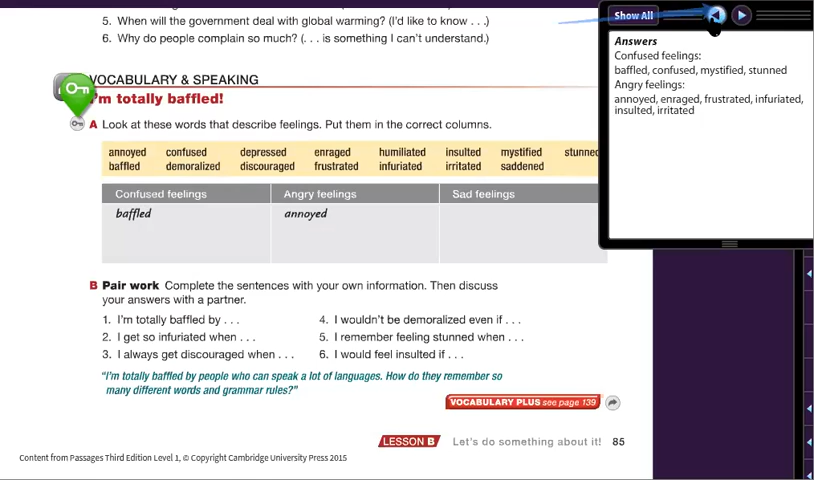 5. When will the government deal with global warming? (I'd like to know . . .)
6. Why do people complain so much? (. . . is something I can't understand.)
VOCABULARY & SPEAKING
I'm totally baffled!
A Look at these words that describe feelings. Put them in the correct columns.
annoyed confused depressed enraged humiliated insulted mystified stunned
baffled demoralized discouraged frustrated infuriated irritated saddened
Confused feelings Angry feelings Sad feelings
baffled annoyed
B Pair work Complete the sentences with your own information. Then discuss
your answers with a partner.
1. I'm totally baffled by . . .
2. I get so infuriated when . . .
3. I always get discouraged when . . .
4. I wouldn't be demoralized even if . . .
5. I remember feeling stunned when . . .
6. I would feel insulted if . . .
"I'm totally baffled by people who can speak a lot of languages. How do they remember so
many different words and grammar rules?"
VOCABULARY PLUS see page 139
LESSON B Let's do something about it! 85
Content from Passages Third Edition Level 1, © Copyright Cambridge University Press 2015
Show All
Answers
Confused feelings:
baffled, confused, mystified, stunned
Angry feelings:
annoyed, enraged, frustrated, infuriated,
insulted, irritated